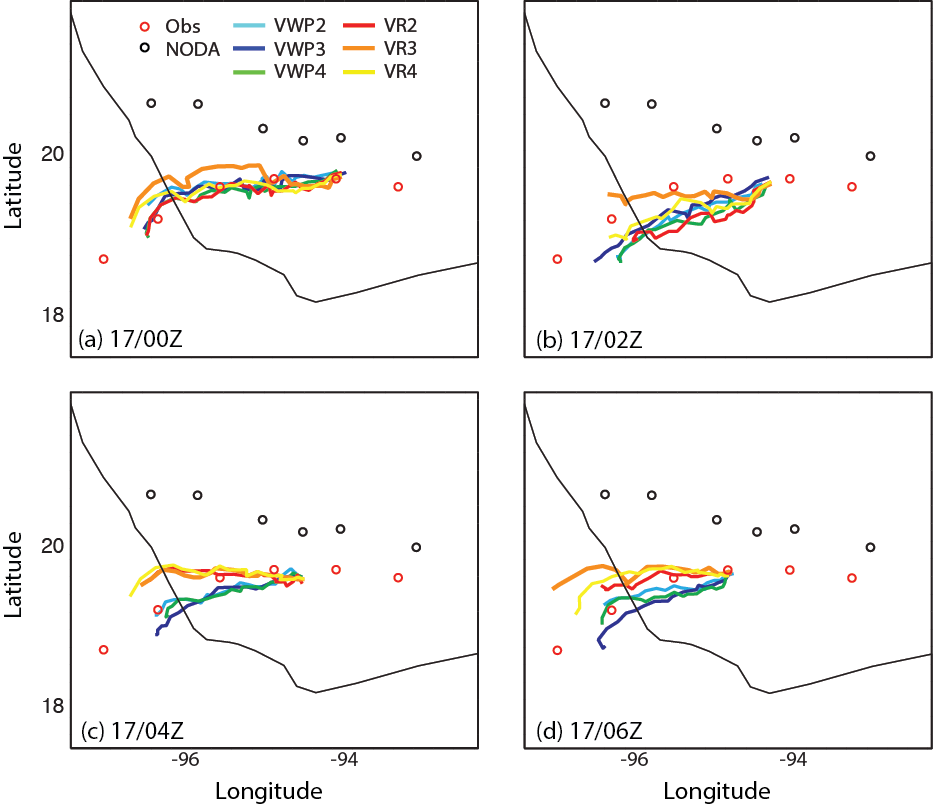 Obs
NODA
VWP2
VWP3
VWP4
VR2
VR3
VR4
Latitude
20
18
(a) 17/00Z
(b) 17/02Z
Latitude
20
18
(c) 17/04Z
(d) 17/06Z
-96
-94
-96
-94
Longitude
Longitude